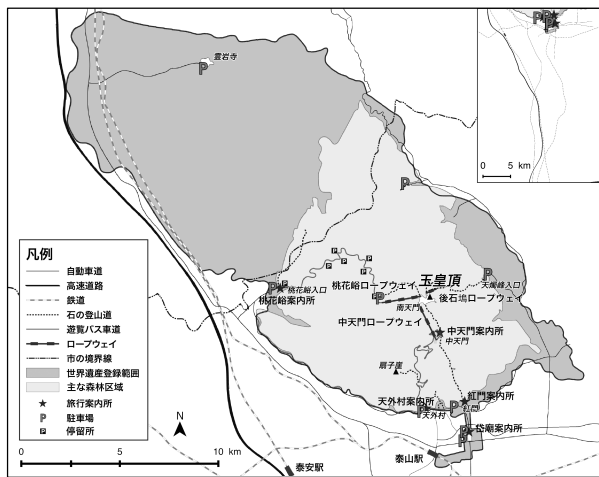 霊岩寺
P
0 5 km
P
凡例
自動車道
高速道路
鉄道
石の登山道
遊覧バス車道
ロープウェイ
市の境界線
世界遺産登録範囲
主な森林区域
旅行案内所
P 駐車場
P 停留所
桃花峪入口
桃花峪案内所
桃花峪ロープウェイ
玉皇頂
天燭峰入口
後石塢ロープウェイ
南天門
中天門ロープウェイ
中天門案内所
中天門
扇子崖
天外村案内所
天外村
紅門案内所
紅門
岱廟案内所
N
0 5 10 km
泰安駅
泰山駅